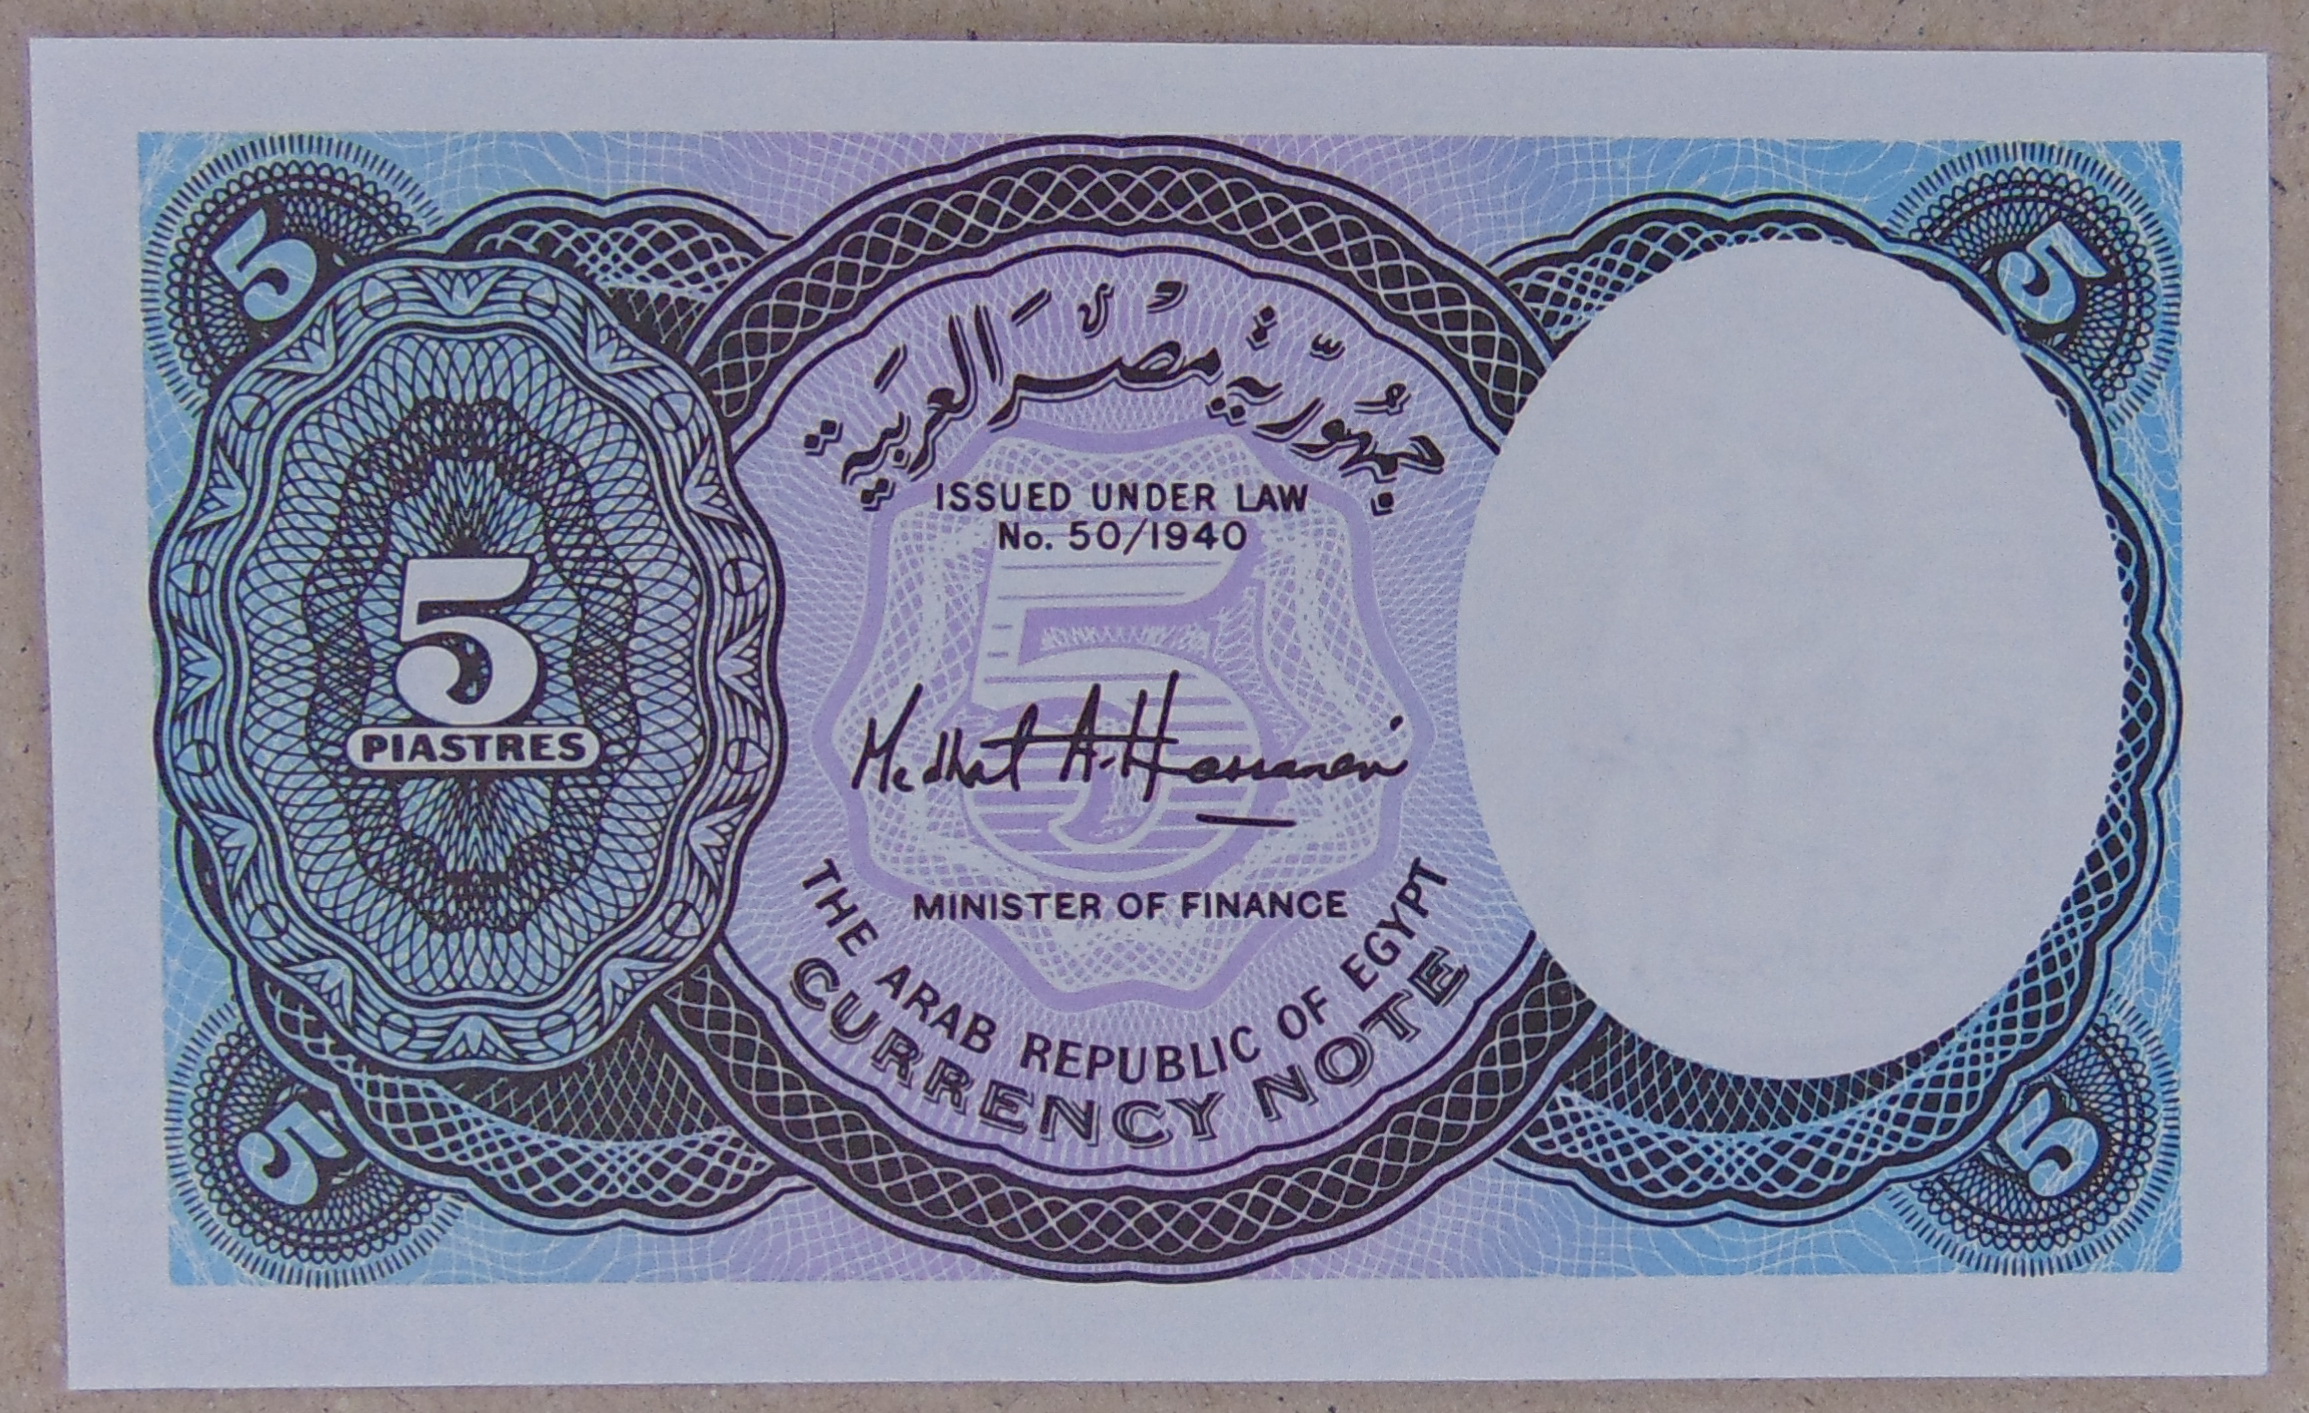 5
5
جمهورية مصر العربية
ISSUED UNDER LAW
No. 50/1940
5
5
PIASTRES
Medhat A. Hassanein
MINISTER OF FINANCE
THE ARAB REPUBLIC OF EGYPT
CURRENCY NOTE
5
5